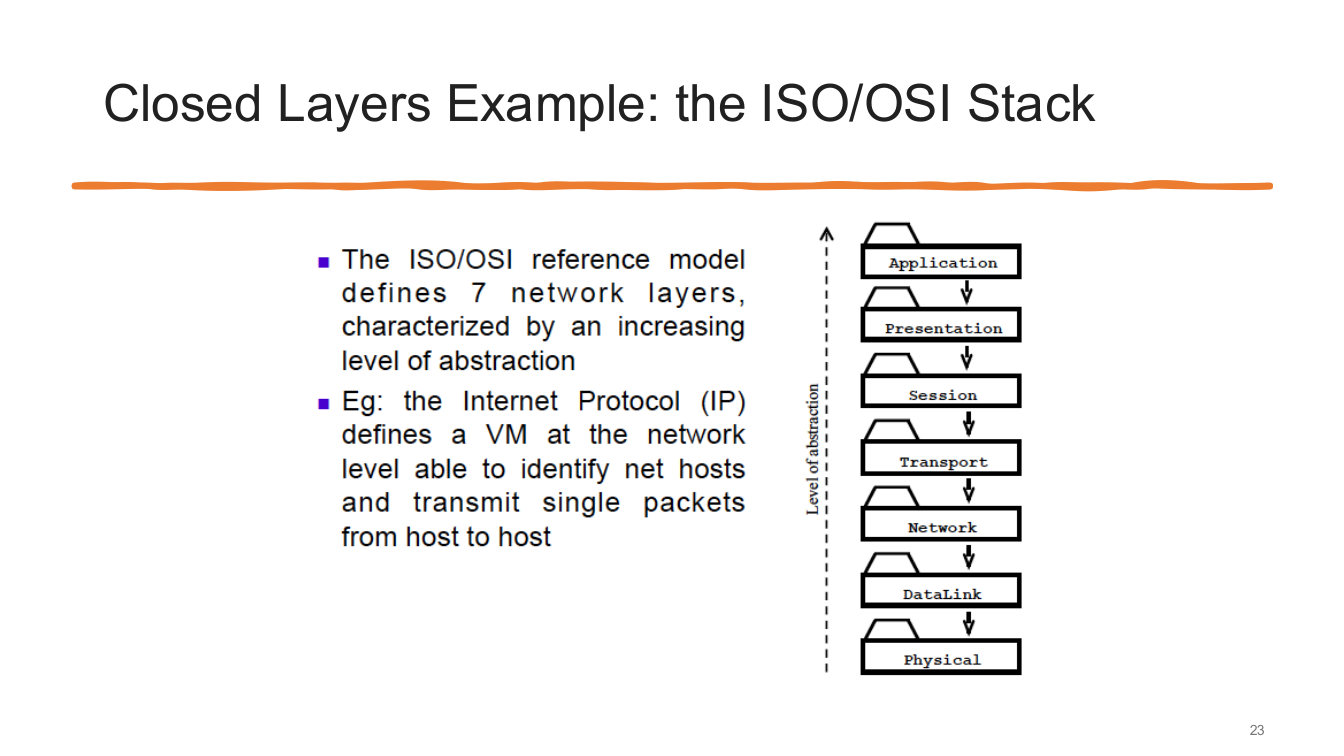 Closed Layers Example: the ISO/OSI Stack
■ The ISO/OSI reference model
defines 7 network layers,
characterized by an increasing
level of abstraction
■ Eg: the Internet Protocol (IP)
defines a VM at the network
level able to identify net hosts
and transmit single packets
from host to host
Level of abstraction
Application
Presentation
Session
Transport
Network
DataLink
Physical
23